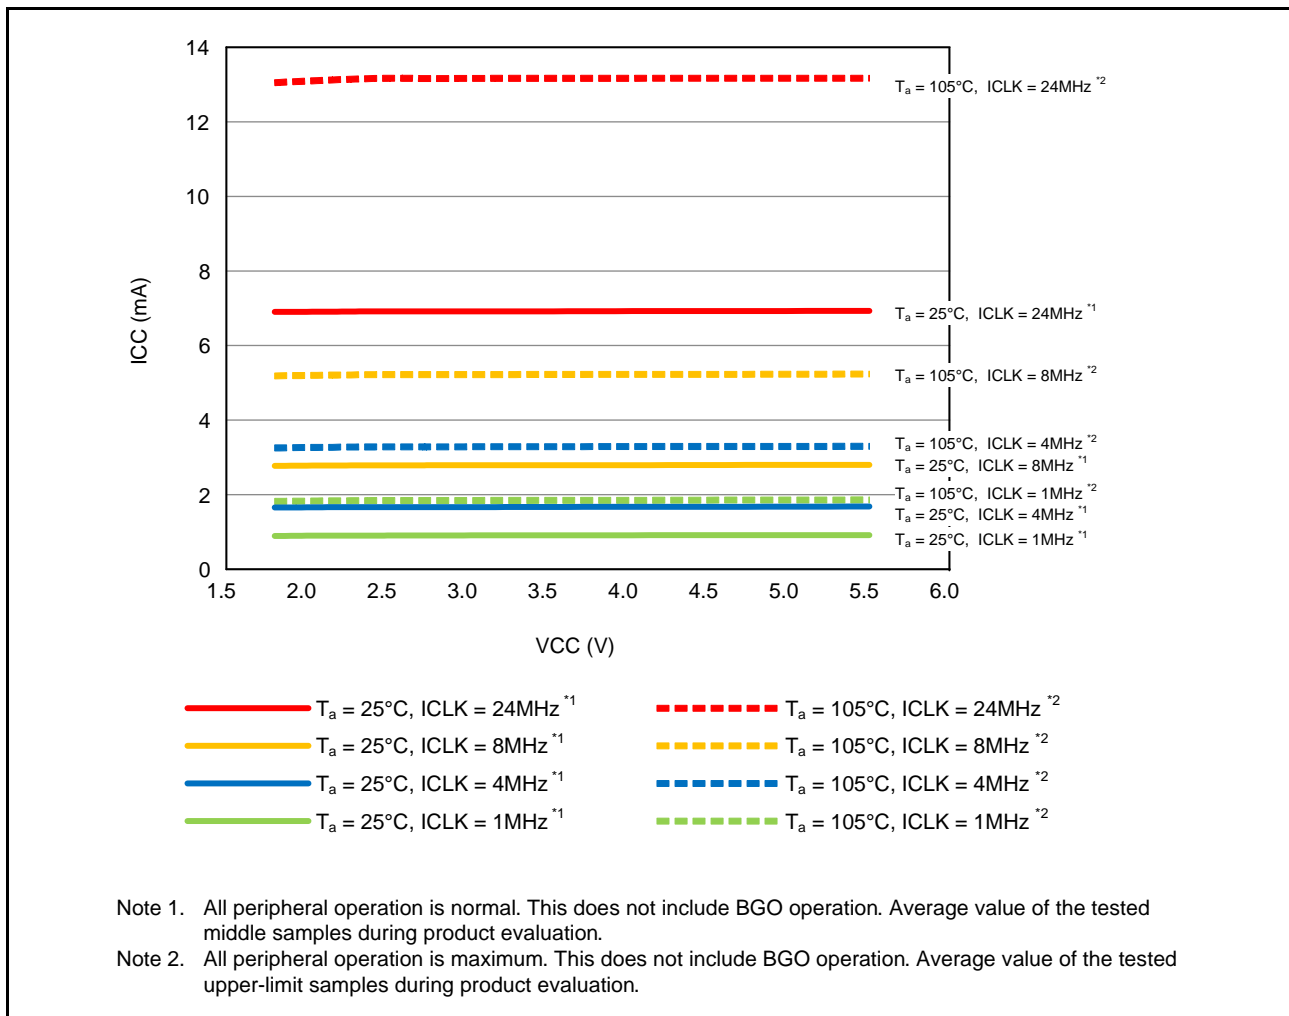 14
12
10
8
6
4
2
0
ICC (mA)
1.5 2.0 2.5 3.0 3.5 4.0 4.5 5.0 5.5 6.0
VCC (V)
Ta = 105°C, ICLK = 24MHz *2
Ta = 25°C, ICLK = 24MHz *1
Ta = 105°C, ICLK = 8MHz *2
Ta = 105°C, ICLK = 4MHz *2
Ta = 25°C, ICLK = 8MHz *1
Ta = 105°C, ICLK = 1MHz *2
Ta = 25°C, ICLK = 4MHz *1
Ta = 25°C, ICLK = 1MHz *1
Ta = 25°C, ICLK = 24MHz *1
Ta = 105°C, ICLK = 24MHz *2
Ta = 25°C, ICLK = 8MHz *1
Ta = 105°C, ICLK = 8MHz *2
Ta = 25°C, ICLK = 4MHz *1
Ta = 105°C, ICLK = 4MHz *2
Ta = 25°C, ICLK = 1MHz *1
Ta = 105°C, ICLK = 1MHz *2
Note 1. All peripheral operation is normal. This does not include BGO operation. Average value of the tested
middle samples during product evaluation.
Note 2. All peripheral operation is maximum. This does not include BGO operation. Average value of the tested
upper-limit samples during product evaluation.